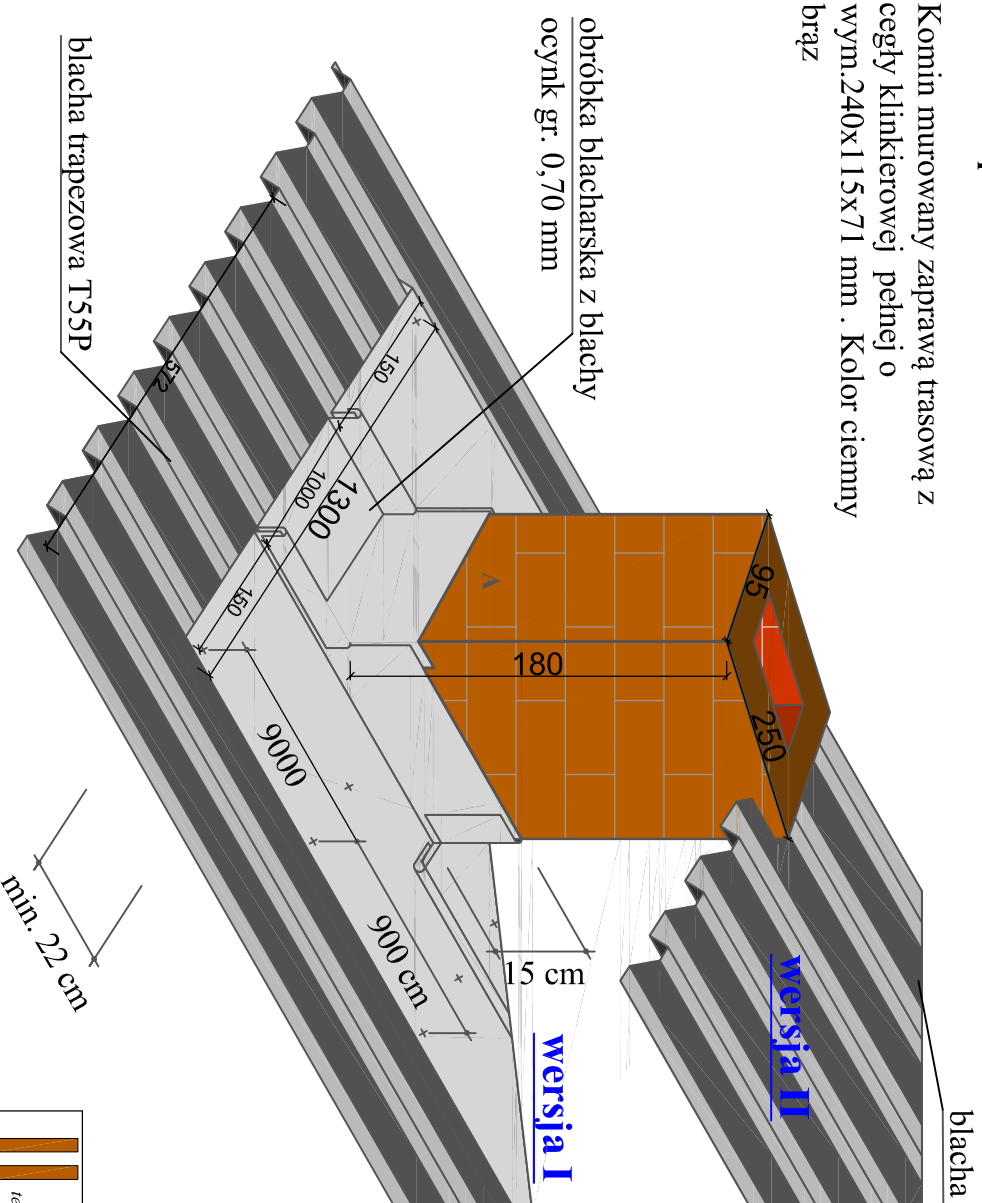 Komin murowany zaprawą trasową z
cegły klinkierowej pełnej o
wym.240x115x71 mm . Kolor ciemny
brąz
obróbka blacharska z blachy
ocynk gr. 0,70 mm
blacha trapezowa T55P
572
150
1000
1300
150
A
95
250
180
9000
900 cm
15 cm
min. 22 cm
wersja II
wersja I
blacha
te